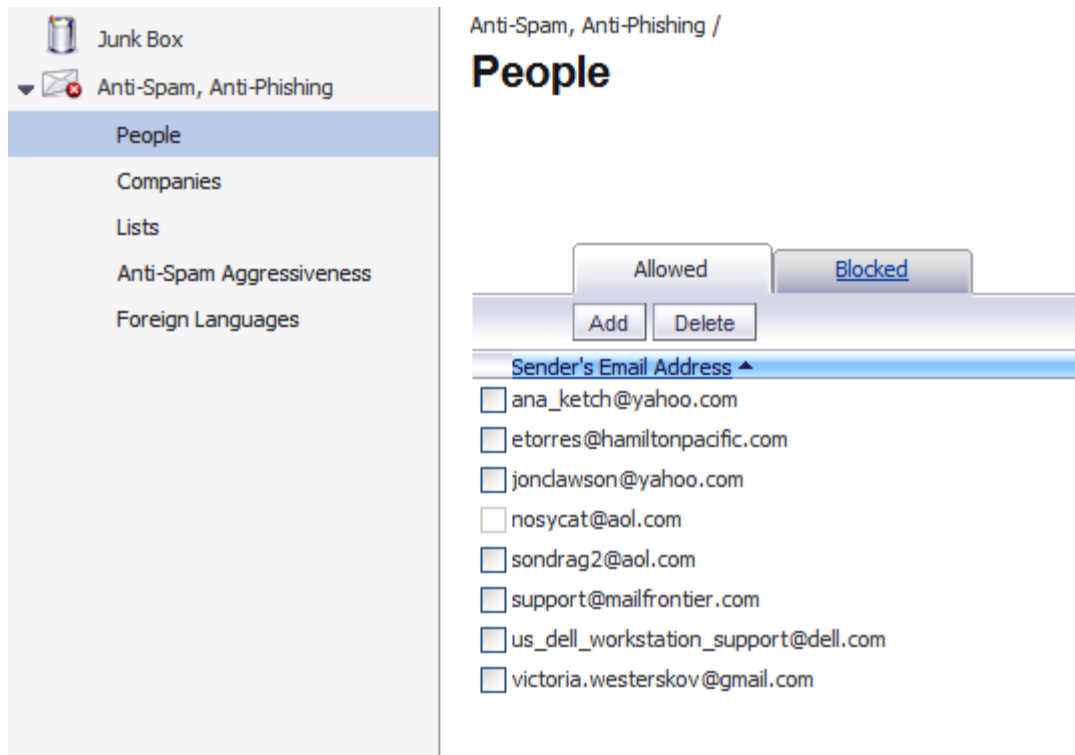 Junk Box
Anti-Spam, Anti-Phishing
People
Companies
Lists
Anti-Spam Aggressiveness
Foreign Languages
Anti-Spam, Anti-Phishing /
People
Allowed Blocked
Add Delete
Sender's Email Address
ana_ketch@yahoo.com
etorres@hamiltonpacific.com
jonclawson@yahoo.com
nosycat@aol.com
sondrag2@aol.com
support@mailfrontier.com
us_dell_workstation_support@dell.com
victoria.westerskov@gmail.com